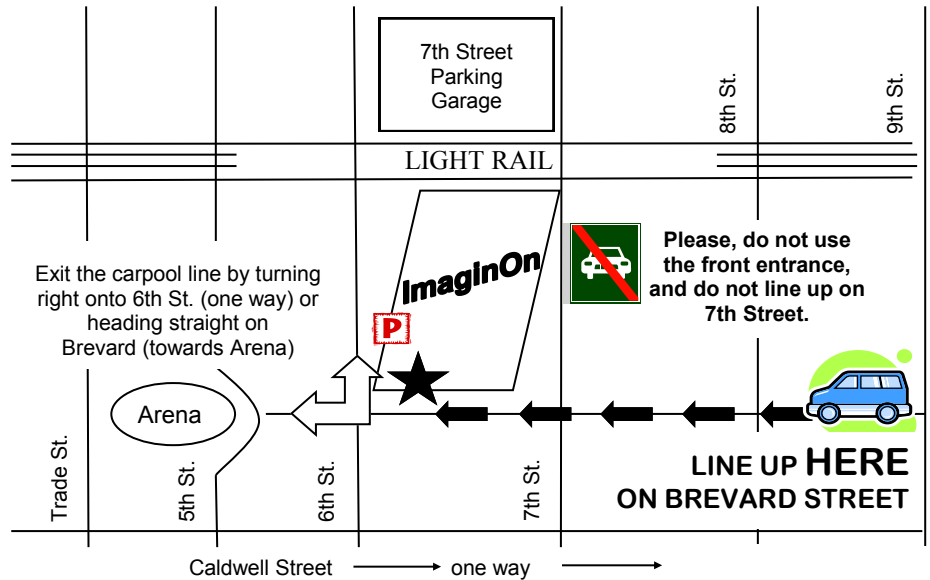 7th Street
Parking
Garage
8th St.
9th St.
LIGHT RAIL
ImaginOn
Please, do not use
the front entrance,
and do not line up on
7th Street.
Exit the carpool line by turning
right onto 6th St. (one way) or
heading straight on
Brevard (towards Arena)
P
Arena
Trade St.
5th St.
6th St.
7th St.
LINE UP HERE
ON BREVARD STREET
Caldwell Street one way